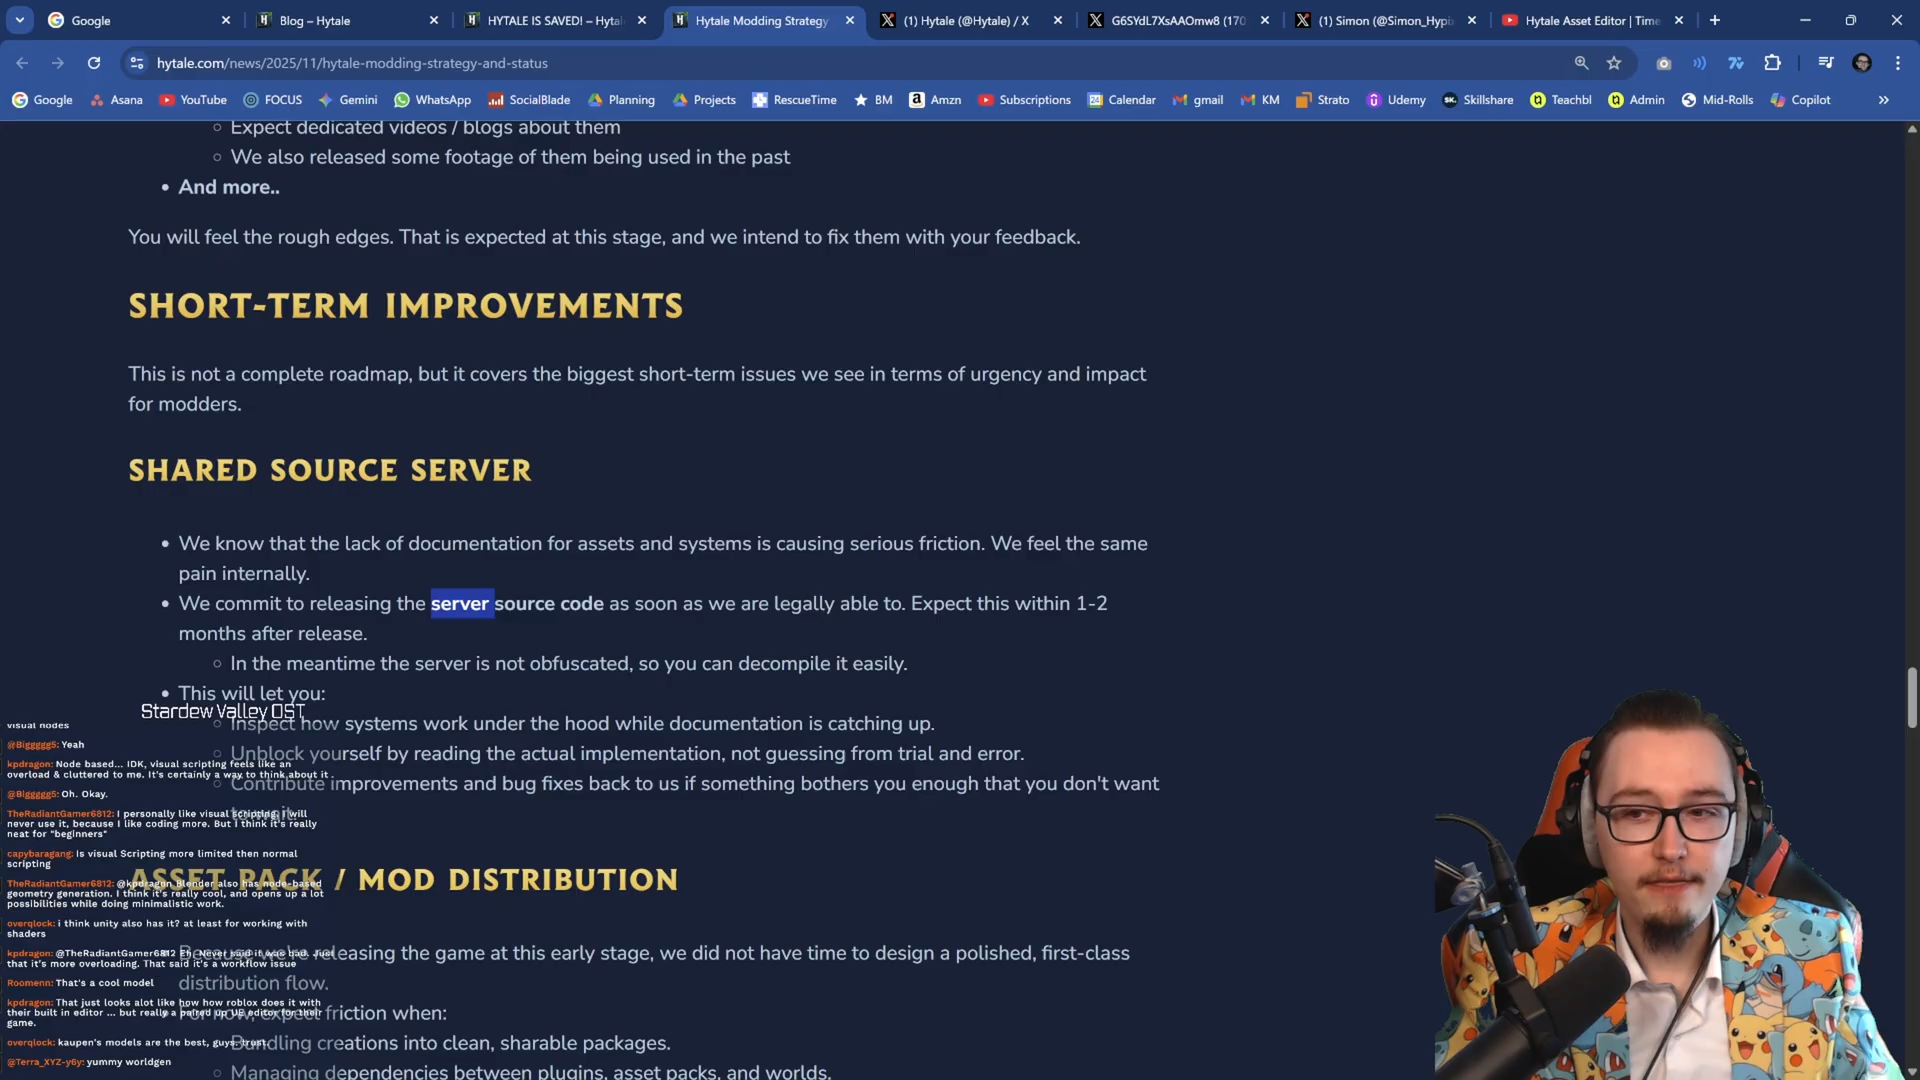 Google
Blog – Hytale
HYTALE IS SAVED! – Hytal
Hytale Modding Strategy
(1) Hytale (@Hytale) / X
G6SYdL7XsAAOmw8 (170
(1) Simon (@Simon_Hypi
Hytale Asset Editor | Time
hytale.com/news/2025/11/hytale-modding-strategy-and-status
Google
Asana
YouTube
FOCUS
Gemini
WhatsApp
SocialBlade
Planning
Projects
RescueTime
BM
Amzn
Subscriptions
Calendar
gmail
KM
Strato
Udemy
Skillshare
Teachbl
Admin
Mid-Rolls
Copilot
Expect dedicated videos / blogs about them
We also released some footage of them being used in the past
And more..
You will feel the rough edges. That is expected at this stage, and we intend to fix them with your feedback.
SHORT-TERM IMPROVEMENTS
This is not a complete roadmap, but it covers the biggest short-term issues we see in terms of urgency and impact
for modders.
SHARED SOURCE SERVER
We know that the lack of documentation for assets and systems is causing serious friction. We feel the same
pain internally.
We commit to releasing the server source code as soon as we are legally able to. Expect this within 1-2
months after release.
In the meantime the server is not obfuscated, so you can decompile it easily.
This will let you:
Inspect how systems work under the hood while documentation is catching up.
Unblock yourself by reading the actual implementation, not guessing from trial and error.
Contribute improvements and bug fixes back to us if something bothers you enough that you don't want
to wait.
ASSET PACK / MOD DISTRIBUTION
Because we're releasing the game at this early stage, we did not have time to design a polished, first-class
distribution flow.
For now, expect friction when:
Bundling creations into clean, sharable packages.
Managing dependencies between plugins, asset packs, and worlds.
Stardew Valley OST
visual nodes
@Biggggg5: Yeah
kpdragon: Node based... IDK, visual scripting feels like an
overload & cluttered to me. It's certainly a way to think about it
@Biggggg5: Oh. Okay.
TheRadiantGamer6812: I personally like visual scripting, I will
never use it, because I like coding more. But I think it's really
neat for "beginners"
capybaragang: Is visual Scripting more limited then normal
scripting
TheRadiantGamer6812: @kpdragon Blender also has node-based
geometry generation. I think it's really cool, and opens up a lot
possibilities while doing minimalistic work.
overqlock: i think unity also has it? at least for working with
shaders
kpdragon: @TheRadiantGamer6812 Eh, Never said it was bad. Just
that it's more overloading. That said it's a workflow issue
Roomenn: That's a cool model
kpdragon: That just looks alot like how how roblox does it with
their built in editor ... but really a paired up UE editor for their
game.
overqlock: kaupen's models are the best, guys. trust.
@Terra_XYZ-y6y: yummy worldgen